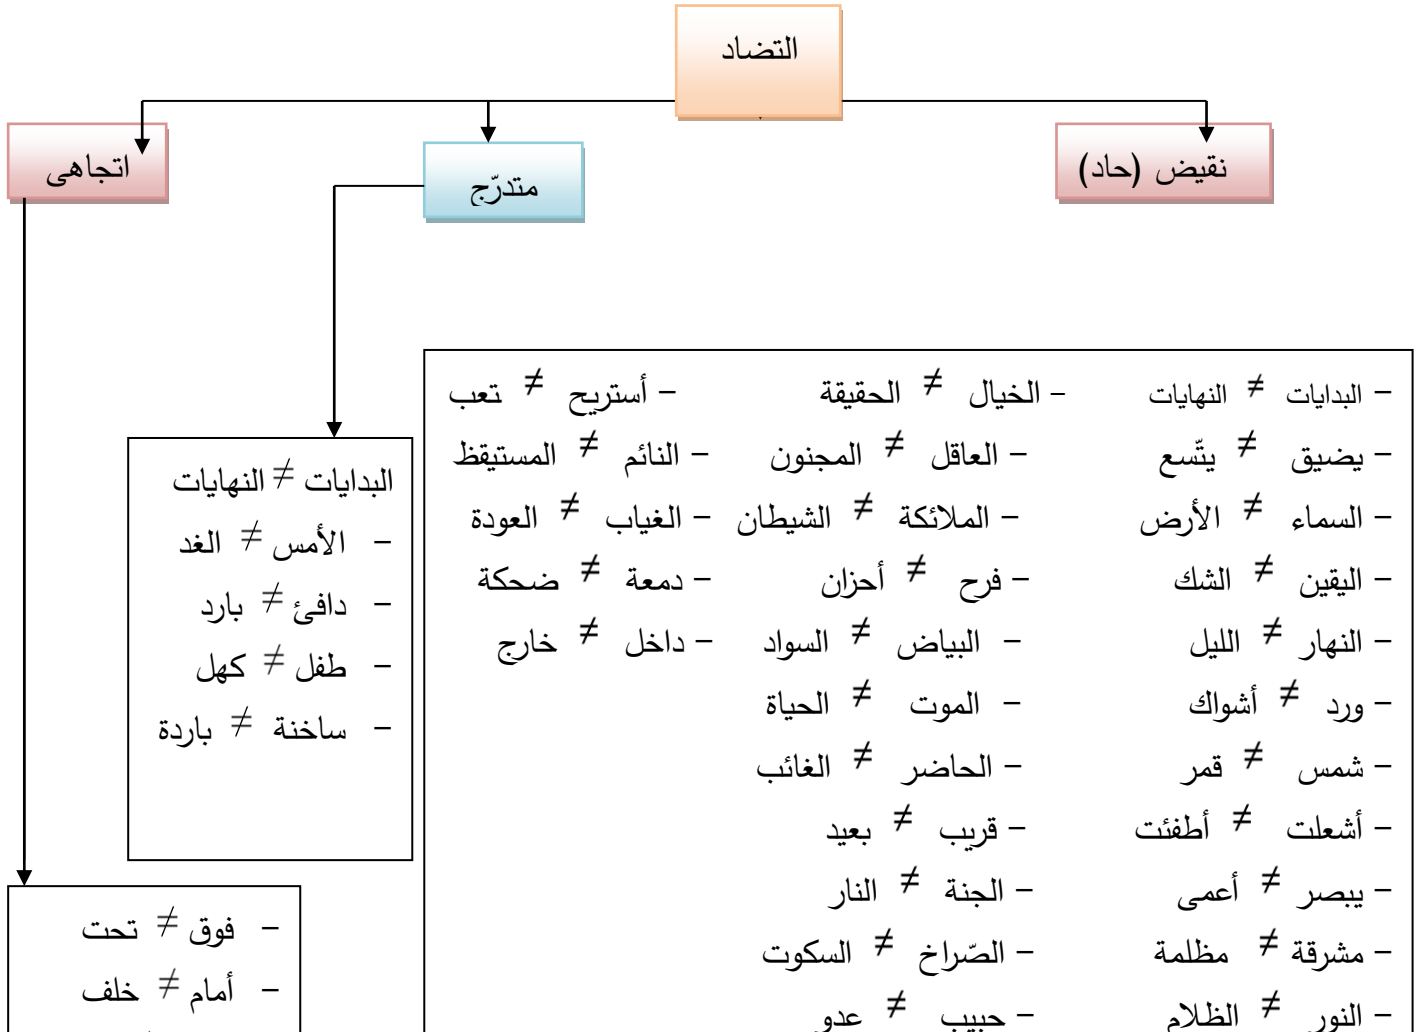 التضاد
نقيض (حاد)
متدرّج
اتجاهى
– البدايات ≠ النهايات
– يضيق ≠ يتّسع
– السماء ≠ الأرض
– اليقين ≠ الشك
– النهار ≠ الليل
– ورد ≠ أشواك
– شمس ≠ قمر
– أشعلت ≠ أطفئت
– يبصر ≠ أعمى
– مشرقة ≠ مظلمة
– النور ≠ الظلام
– الخيال ≠ الحقيقة
– العاقل ≠ المجنون
– الملائكة ≠ الشيطان
– فرح ≠ أحزان
– البياض ≠ السواد
– الموت ≠ الحياة
– الحاضر ≠ الغائب
– قريب ≠ بعيد
– الجنة ≠ النار
– الصّراخ ≠ السكوت
– حبيب ≠ عدو
– أستريح ≠ تعب
– النائم ≠ المستيقظ
– الغياب ≠ العودة
– دمعة ≠ ضحكة
– داخل ≠ خارج
البدايات ≠ النهايات
– الأمس ≠ الغد
– دافئ ≠ بارد
– طفل ≠ كهل
– ساخنة ≠ باردة
– فوق ≠ تحت
– أمام ≠ خلف